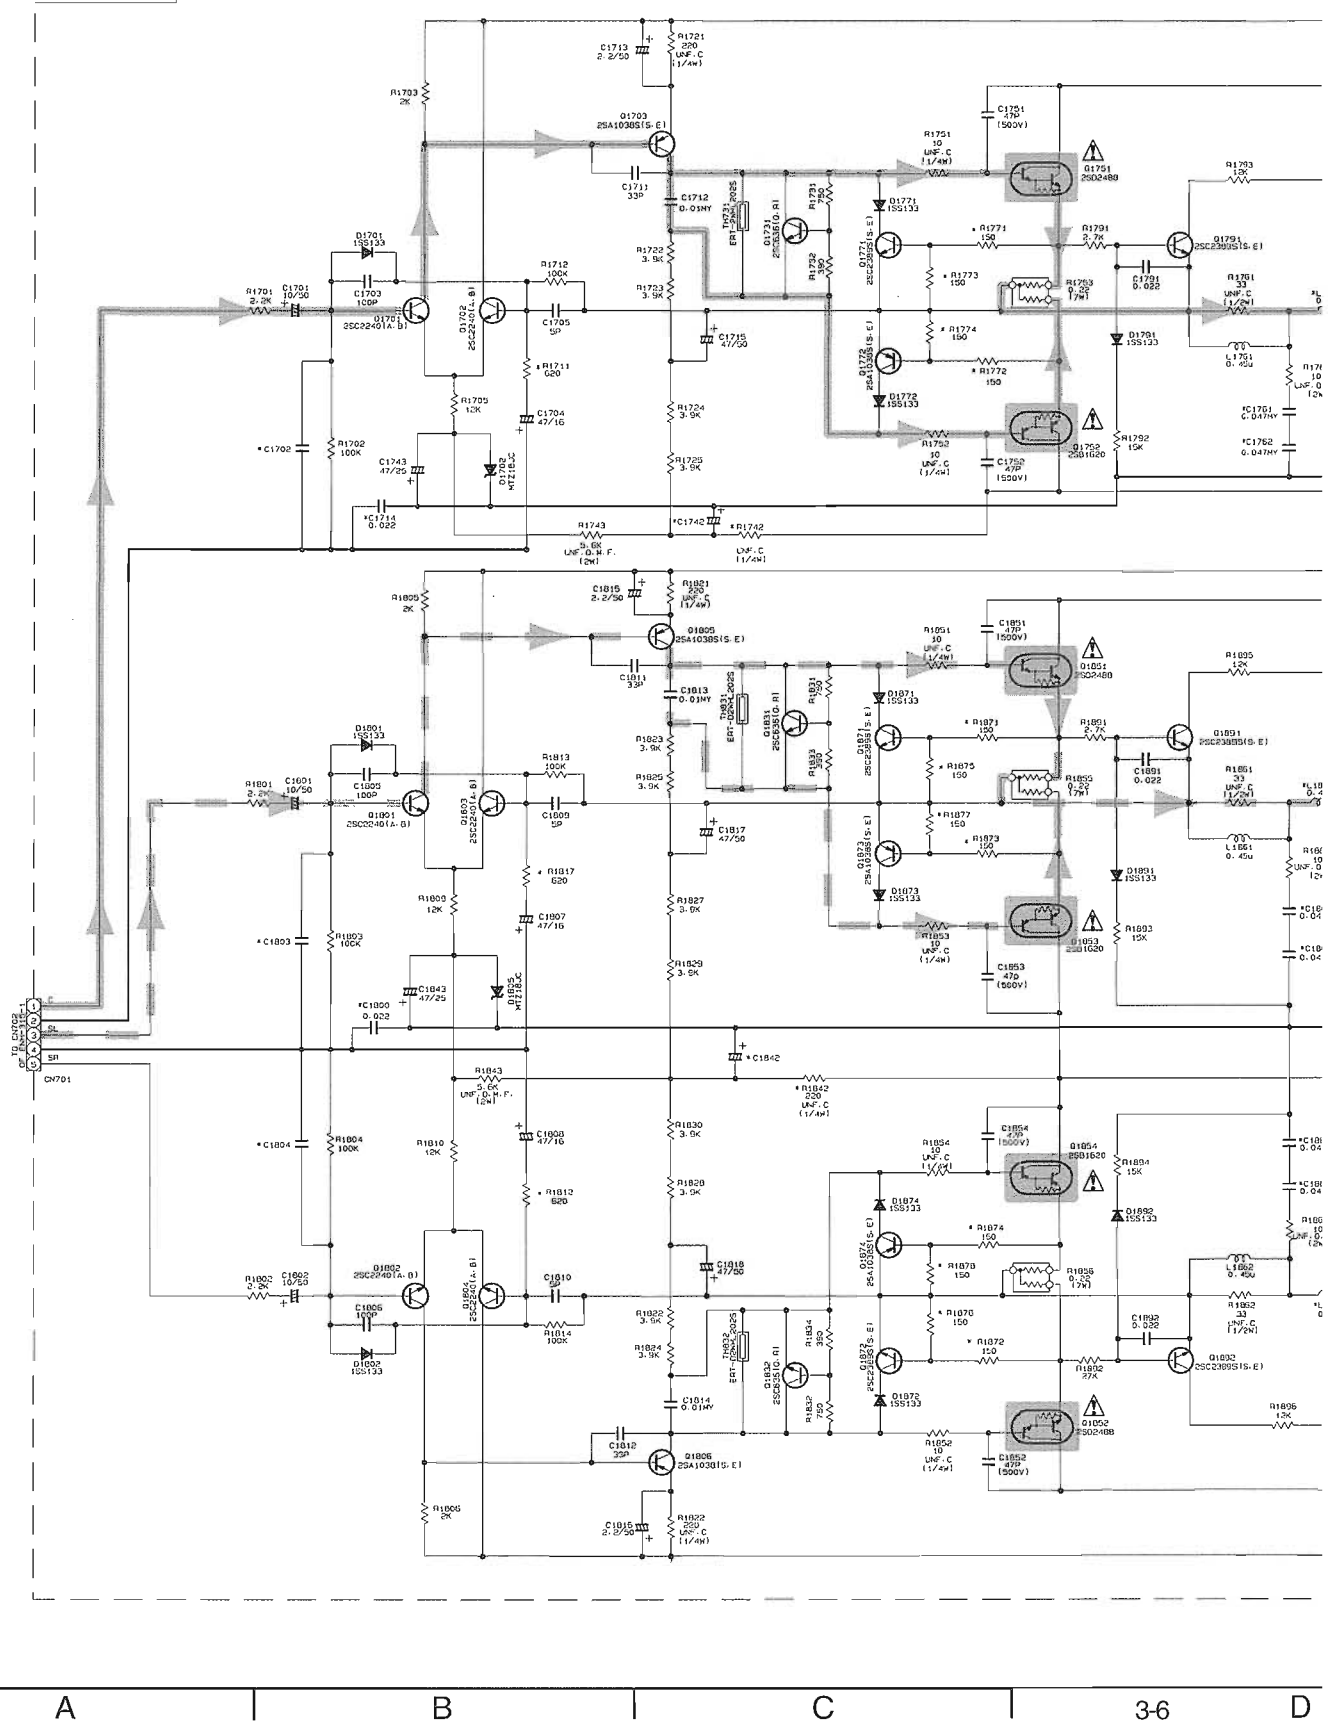 C1713
2.2/50
R1721
220
UNF.C
(1/4W)
R1703
2K
Q1703
2SA1038S(S.E)
C1711
33P
C1712
0.01MY
TH731
Q1731
2SC1635(O.R)
R1731
750
R1732
390
D1771
1SS133
Q1771
2SC2389S(S.E)
R1751
10
UNF.C
(1/4W)
C1751
47P
(500V)
Q1751
2SD2488
R1793
12K
*R1771
150
R1791
2.7K
Q1791
2SC2389S(S.E)
* R1773
150
R1753
0.22
(7W)
C1791
0.022
R1761
33
UNF.C
(1/2W)
D1701
1SS133
C1703
100P
R1701
2.2K
C1701
10/50
Q1701
2SC2240(A.B)
Q1702
2SC2240(A.B)
R1712
100K
C1705
5P
R1722
3.9K
R1723
3.9K
C1715
47/50
* R1774
150
Q1772
2SA1038S(S.E)
* R1772
150
D1772
1SS133
D1791
1SS133
L1761
0.45u
*R1711
620
C1704
47/16
R1705
12K
R1724
3.9K
R1725
3.9K
R1752
10
UNF.C
(1/4W)
C1752
47P
(500V)
Q1752
2SB1620
R1792
15K
*C1761
0.047MY
*C1762
0.047MY
*C1702
R1702
100K
C1743
47/25
D1702
MTZ18JC
*C1714
0.022
R1743
5.6K
UNF.O.M.F.
(2W)
*C1742
*R1742
UNF.C
(1/4W)
R1805
2K
C1815
2.2/50
R1821
220
UNF.C
(1/4W)
Q1805
2SA1038S(S.E)
C1811
33P
C1813
0.01MY
TH831
Q1831
2SC1635(O.R)
R1831
750
R1833
390
D1871
1SS133
Q1871
2SC2389S(S.E)
R1851
10
UNF.C
(1/4W)
C1851
47P
(500V)
Q1851
2SD2488
R1895
12K
*R1871
150
R1891
2.7K
Q1891
2SC2389S(S.E)
* R1875
150
R1855
0.22
(7W)
C1891
0.022
R1861
33
UNF.C
(1/2W)
D1801
1SS133
C1805
100P
R1801
2.2K
C1801
10/50
Q1801
2SC2240(A.B)
Q1803
2SC2240(A.B)
R1813
100K
C1809
5P
R1823
3.9K
R1825
3.9K
C1817
47/50
*R1877
150
Q1873
2SA1038S(S.E)
* R1873
150
D1873
1SS133
D1891
1SS133
L1861
0.45u
* R1817
620
C1807
47/16
R1809
12K
R1827
3.9K
R1829
3.9K
R1853
10
UNF.C
(1/4W)
C1853
47p
(500V)
Q1853
2SB1620
R1893
15K
*C1803
R1803
100K
C1843
47/25
D1805
MTZ18JC
*C1800
0.022
*C1842
TO CN702
1
2
3
4
5
SR
CN701
R1843
5.6K
UNF.O.M.F.
(2W)
*R1842
220
UNF.C
(1/4W)
*C1804
R1804
100K
R1810
12K
C1808
47/16
* R1812
620
R1830
3.9K
R1828
3.9K
R1854
10
UNF.C
(1/4W)
C1854
47P
(500V)
Q1854
2SB1620
R1894
15K
D1874
1SS133
D1892
1SS133
Q1874
2SA1038S(S.E)
* R1874
150
* R1876
150
R1856
0.22
(7W)
L1862
0.45u
R1862
33
UNF.C
(1/2W)
Q1802
2SC2240(A.B)
R1802
2.2K
C1802
10/50
C1806
100P
D1802
1SS133
Q1804
2SC2240(A.B)
C1810
5P
R1814
100K
C1818
47/50
R1822
3.9K
R1824
3.9K
C1814
0.01MY
TH832
Q1832
2SC1635(O.R)
R1834
390
R1832
750
Q1872
2SC2389S(S.E)
* R1878
150
* R1872
150
D1872
1SS133
R1892
27K
C1892
0.022
Q1892
2SC2389S(S.E)
R1896
12K
Q1852
2SD2488
R1852
10
UNF.C
(1/4W)
C1852
47P
(500V)
C1812
33P
Q1806
2SA1038(S.E)
R1806
2K
C1816
2.2/50
R1822
220
UNF.C
(1/4W)
A
B
C
3-6
D